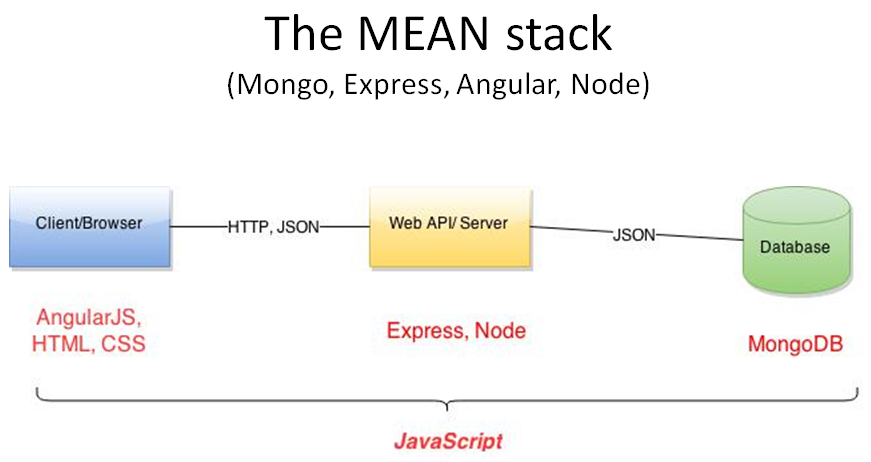 The MEAN stack
(Mongo, Express, Angular, Node)
Client/Browser
HTTP, JSON
Web API/ Server
JSON
Database
AngularJS,
HTML, CSS
Express, Node
MongoDB
JavaScript